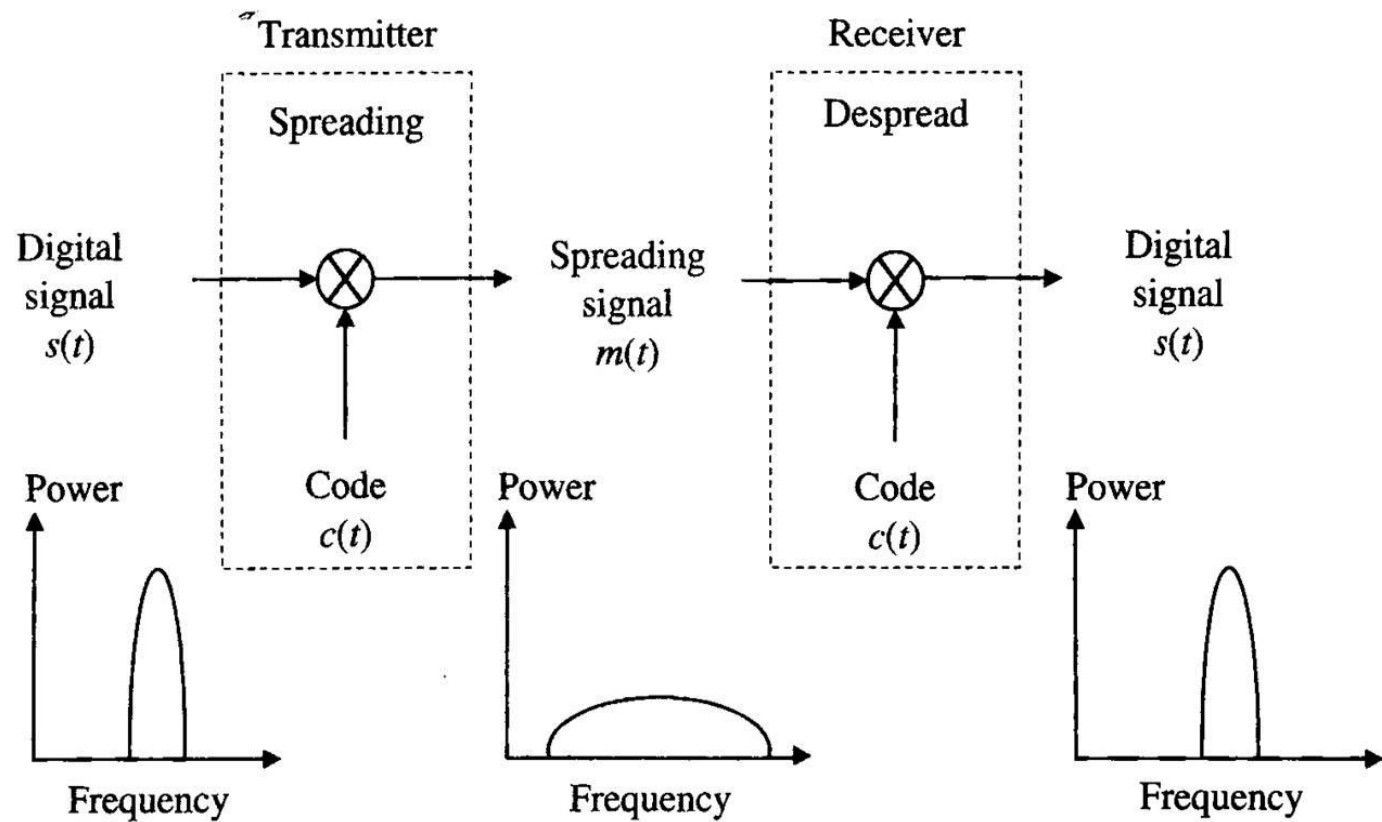 Transmitter
Receiver
Spreading
Despread
Digital
signal
s(t)
Spreading
signal
m(t)
Digital
signal
s(t)
Power
Code
c(t)
Power
Code
c(t)
Power
Frequency
Frequency
Frequency